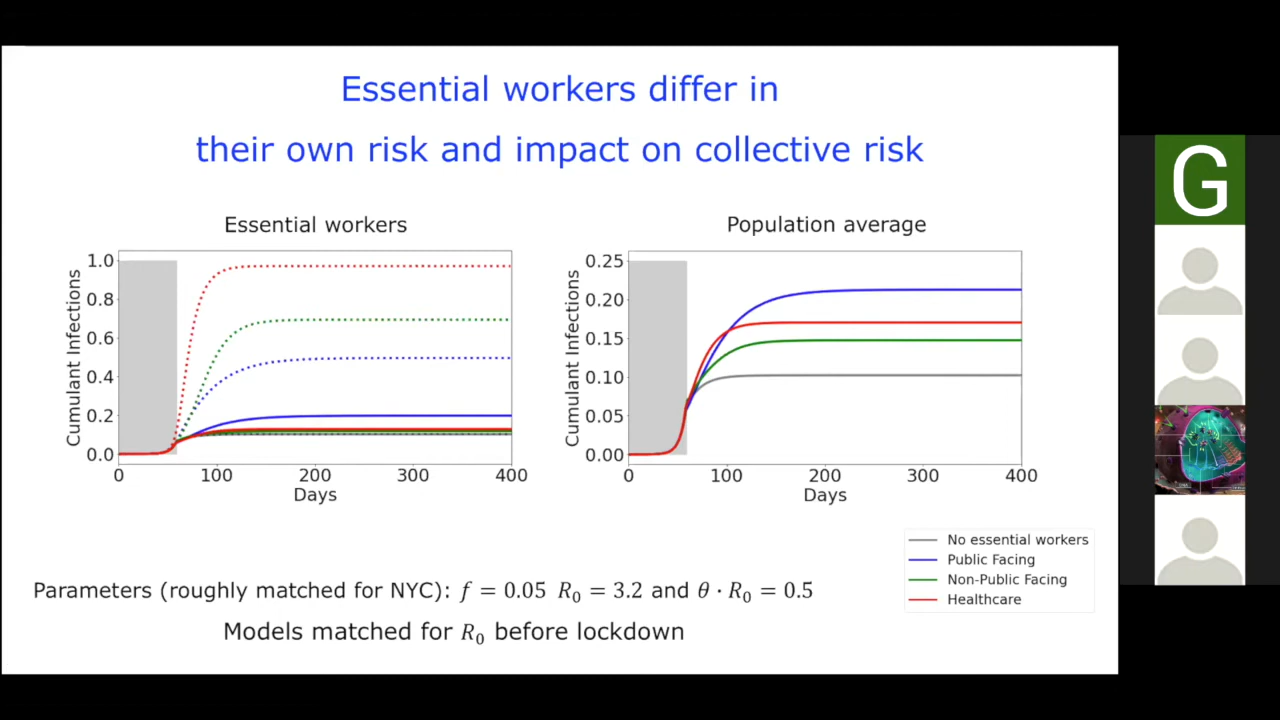 Essential workers differ in
their own risk and impact on collective risk
Essential workers
Cumulant Infections
1.0
0.8
0.6
0.4
0.2
0.0
0
100
200
300
400
Days
Population average
Cumulant Infections
0.25
0.20
0.15
0.10
0.05
0.00
0
100
200
300
400
Days
No essential workers
Public Facing
Non-Public Facing
Healthcare
Parameters (roughly matched for NYC): f = 0.05 R₀ = 3.2 and θ · R₀ = 0.5
Models matched for R₀ before lockdown
G